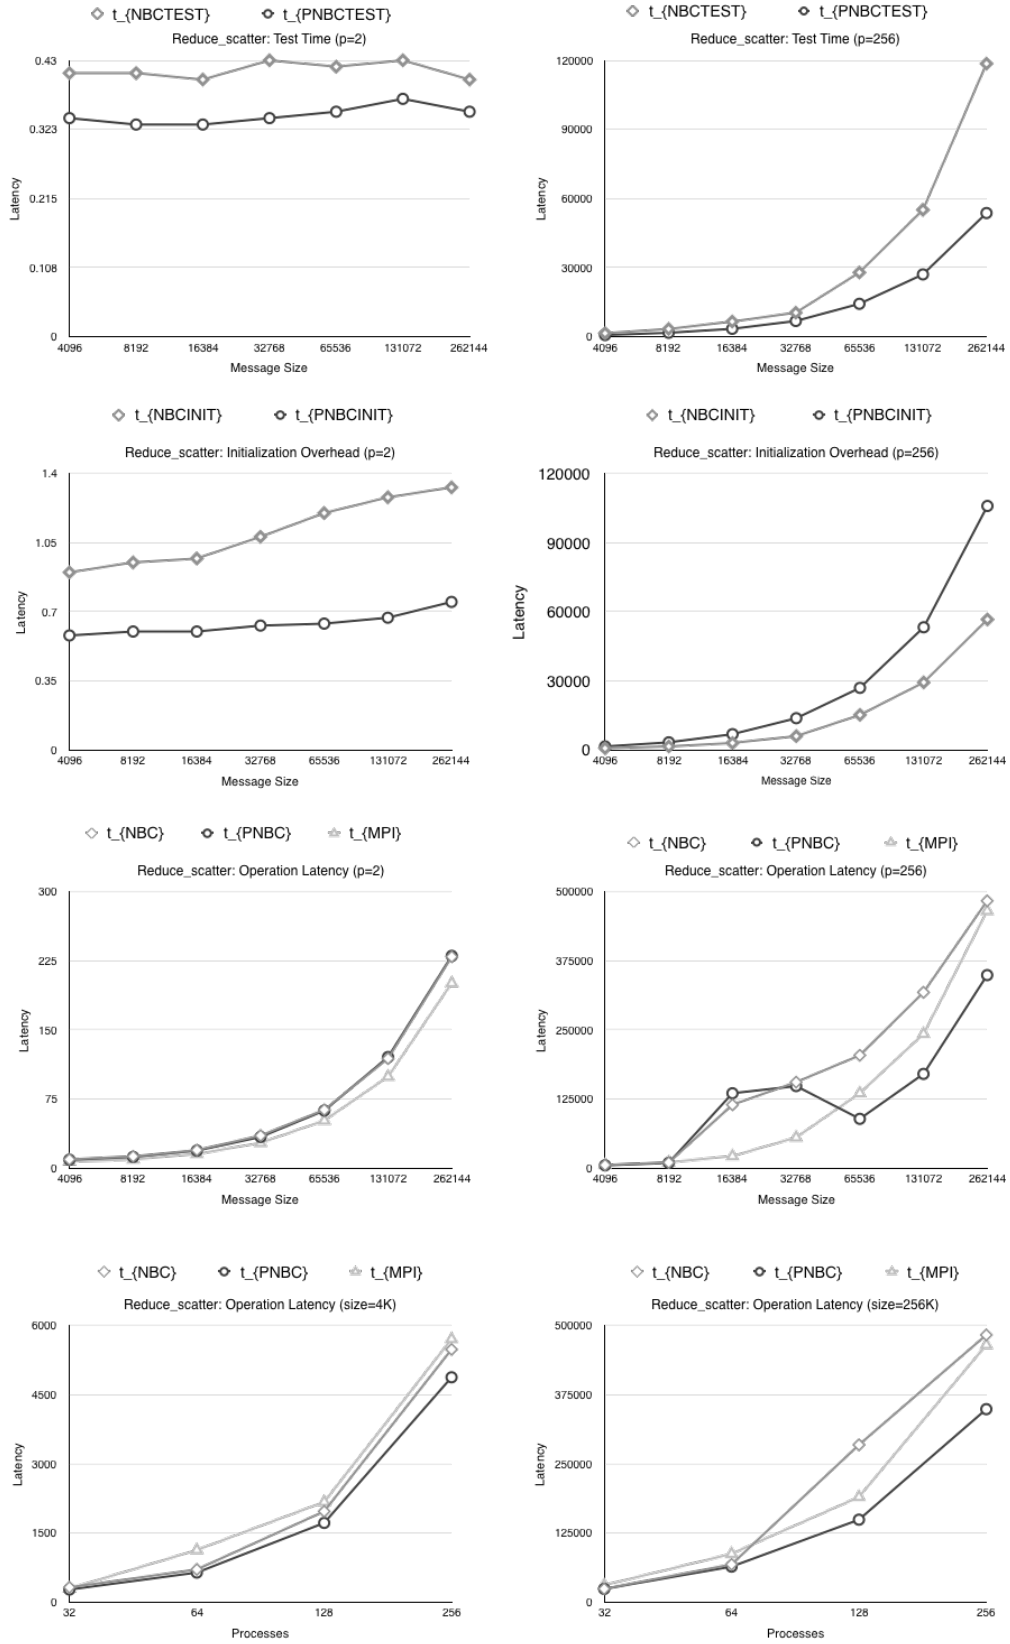 t_{NBCTEST} t_{PNBCTEST}
Reduce_scatter: Test Time (p=2)
0.43
0.323
0.215
0.108
0
Latency
4096 8192 16384 32768 65536 131072 262144
Message Size
t_{NBCTEST} t_{PNBCTEST}
Reduce_scatter: Test Time (p=256)
120000
90000
60000
30000
0
Latency
4096 8192 16384 32768 65536 131072 262144
Message Size
t_{NBCINIT} t_{PNBCINIT}
Reduce_scatter: Initialization Overhead (p=2)
1.4
1.05
0.7
0.35
0
Latency
4096 8192 16384 32768 65536 131072 262144
Message Size
t_{NBCINIT} t_{PNBCINIT}
Reduce_scatter: Initialization Overhead (p=256)
120000
90000
60000
30000
0
Latency
4096 8192 16384 32768 65536 131072 262144
Message Size
t_{NBC} t_{PNBC} t_{MPI}
Reduce_scatter: Operation Latency (p=2)
300
225
150
75
0
Latency
4096 8192 16384 32768 65536 131072 262144
Message Size
t_{NBC} t_{PNBC} t_{MPI}
Reduce_scatter: Operation Latency (p=256)
500000
375000
250000
125000
0
Latency
4096 8192 16384 32768 65536 131072 262144
Message Size
t_{NBC} t_{PNBC} t_{MPI}
Reduce_scatter: Operation Latency (size=4K)
6000
4500
3000
1500
0
Latency
32 64 128 256
Processes
t_{NBC} t_{PNBC} t_{MPI}
Reduce_scatter: Operation Latency (size=256K)
500000
375000
250000
125000
0
Latency
32 64 128 256
Processes